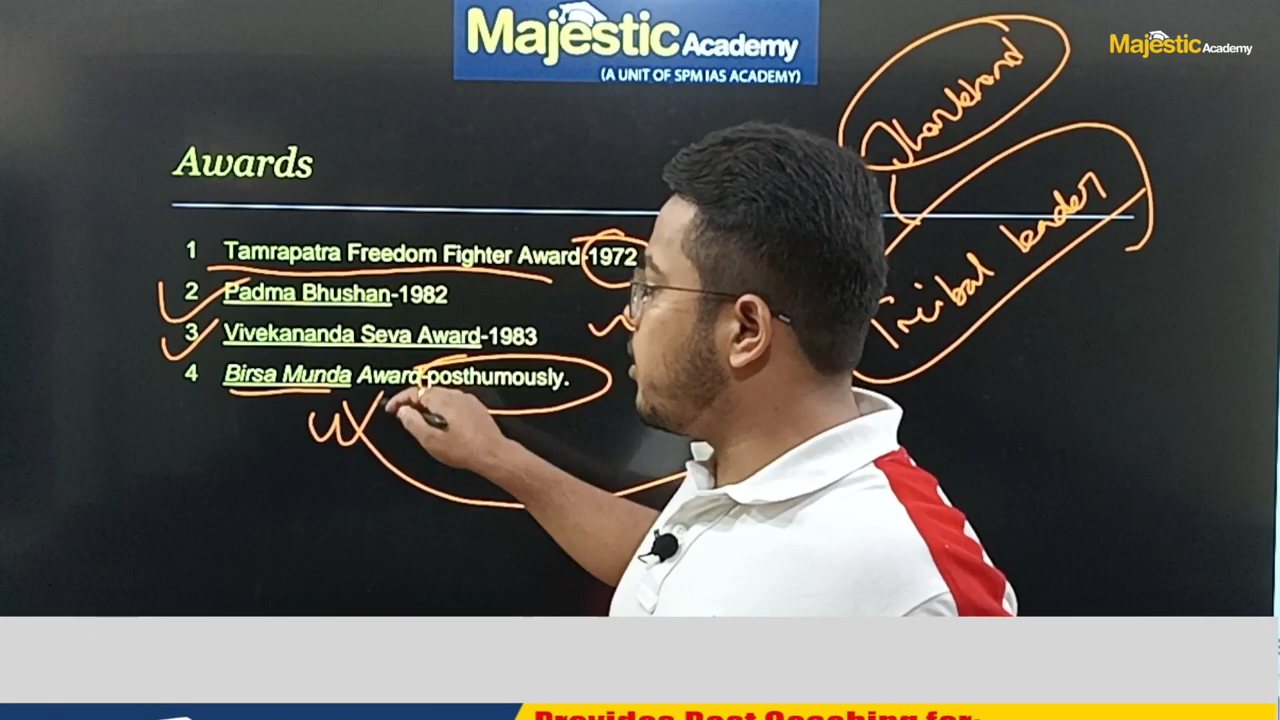 Majestic Academy
(A UNIT OF SPM IAS ACADEMY)
Majestic Academy
Jharkhand
Awards
Tribal leader
1 Tamrapatra Freedom Fighter Award-1972
2 Padma Bhushan-1982
3 Vivekananda Seva Award-1983
4 Birsa Munda Award-posthumously.